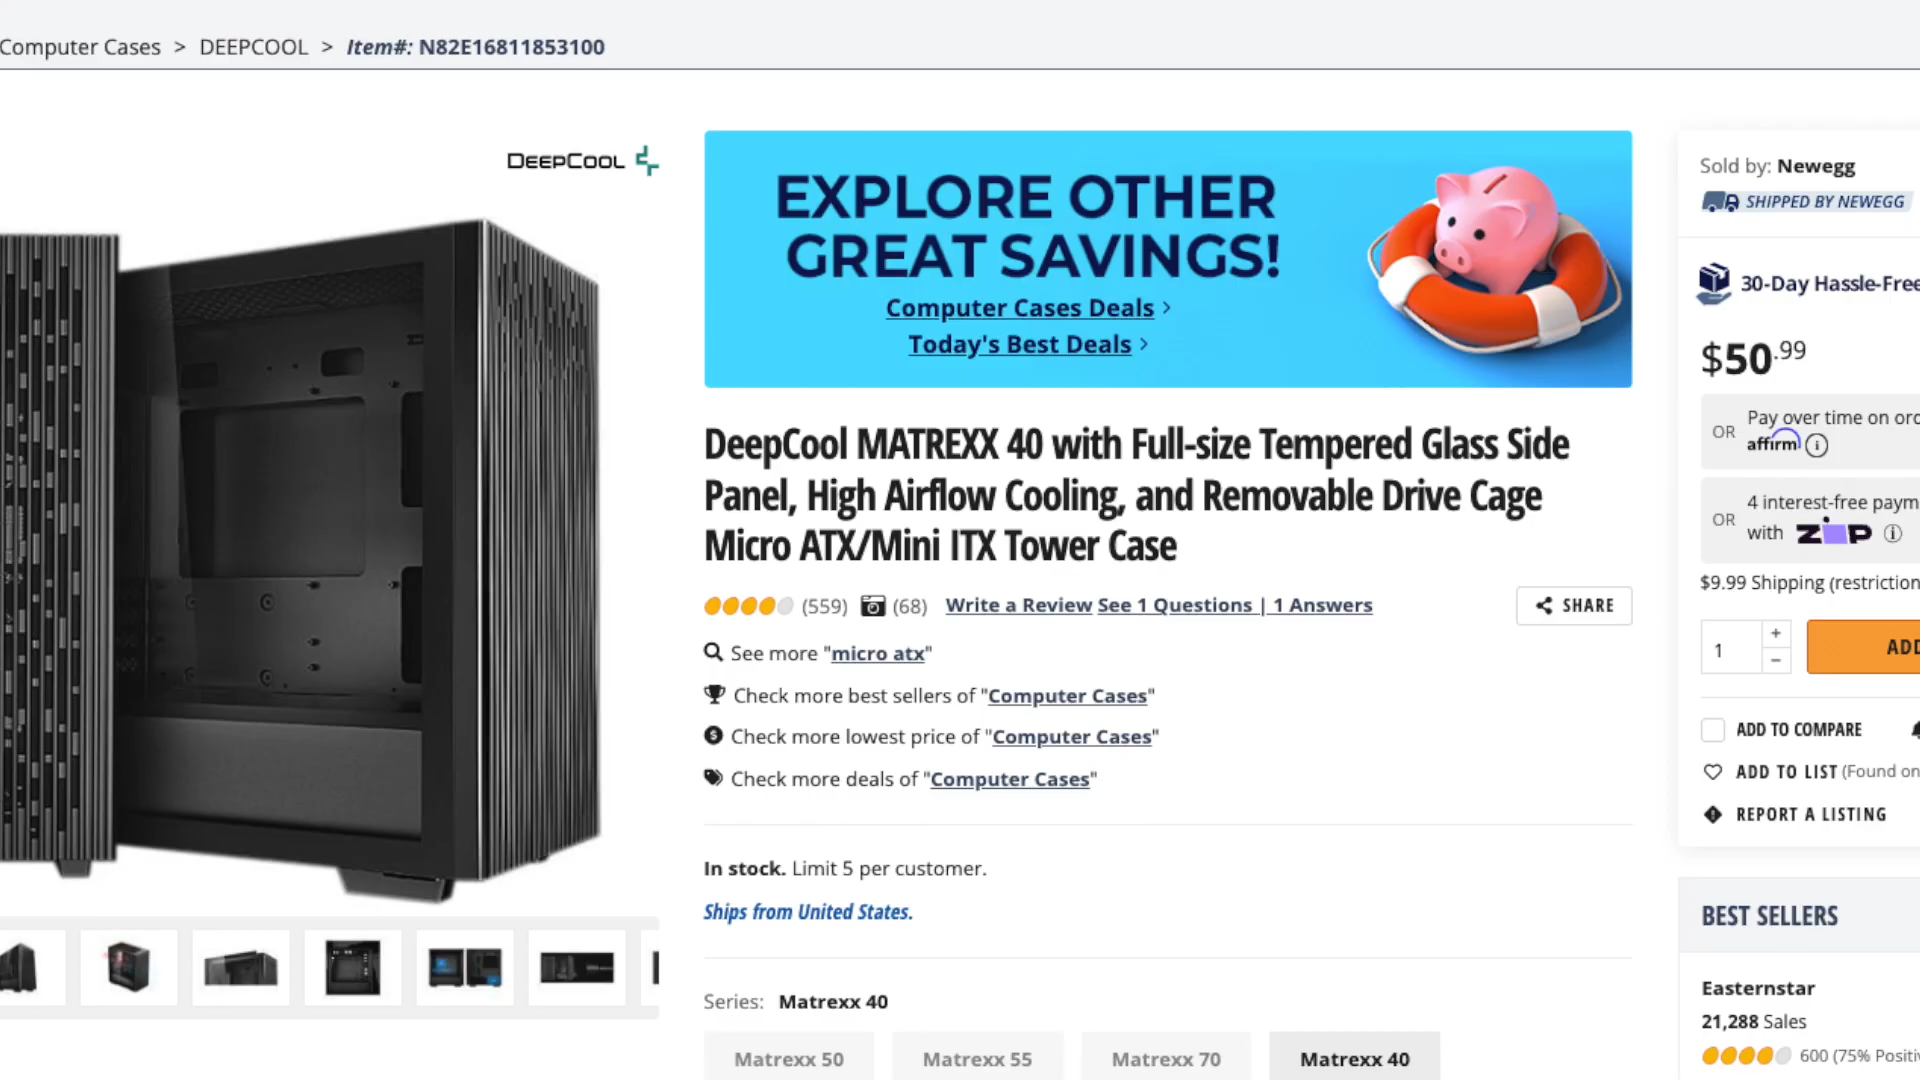 Computer Cases > DEEPCOOL > Item#: N82E16811853100
DEEPCOOL
EXPLORE OTHER
GREAT SAVINGS!
Computer Cases Deals >
Today's Best Deals >
DeepCool MATREXX 40 with Full-size Tempered Glass Side
Panel, High Airflow Cooling, and Removable Drive Cage
Micro ATX/Mini ITX Tower Case
(559) (68) Write a Review See 1 Questions | 1 Answers
SHARE
See more "micro atx"
Check more best sellers of "Computer Cases"
Check more lowest price of "Computer Cases"
Check more deals of "Computer Cases"
In stock. Limit 5 per customer.
Ships from United States.
Series: Matrexx 40
Matrexx 50 Matrexx 55 Matrexx 70 Matrexx 40
Sold by: Newegg
SHIPPED BY NEWEGG
30-Day Hassle-Free
$50.99
OR Pay over time on
affirm
OR 4 interest-free
with ZIP
$9.99 Shipping
1 + −
ADD
ADD TO COMPARE
ADD TO LIST (Found on
REPORT A LISTING
BEST SELLERS
Easternstar
21,288 Sales
600 (75%